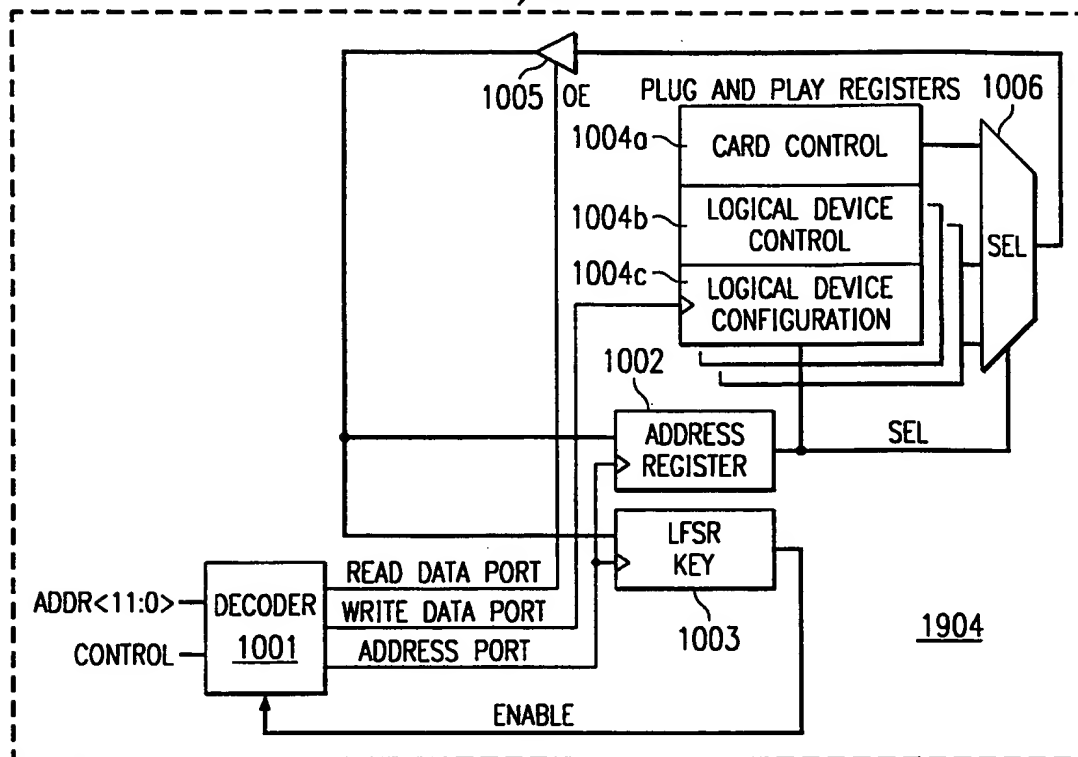 1005
OE
PLUG AND PLAY REGISTERS
1006
1004a
CARD CONTROL
1004b
LOGICAL DEVICE
CONTROL
SEL
1004c
LOGICAL DEVICE
CONFIGURATION
1002
ADDRESS
REGISTER
SEL
LFSR
KEY
1003
ADDR<11:0>
CONTROL
DECODER
1001
READ DATA PORT
WRITE DATA PORT
ADDRESS PORT
1904
ENABLE